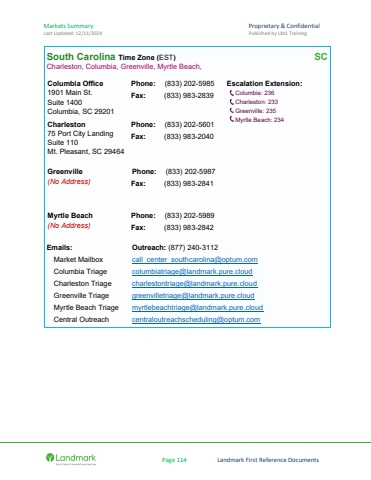 Markets Summary
Proprietary & Confidential
Last Updated: 12/11/2024
Published by LM1 Training
South Carolina Time Zone (EST)
SC
Charleston, Columbia, Greenville, Myrtle Beach,
Columbia Office
Phone: (833) 202-5985
Escalation Extension:
1901 Main St.
Fax: (833) 983-2839
Columbia: 236
Suite 1400
Charleston: 233
Columbia, SC 29201
Greenville: 235
Myrtle Beach: 234
Charleston
Phone: (833) 202-5601
75 Port City Landing
Fax: (833) 983-2040
Suite 110
Mt. Pleasant, SC 29464
Greenville
Phone: (833) 202-5987
(No Address)
Fax: (833) 983-2841
Myrtle Beach
Phone: (833) 202-5989
(No Address)
Fax: (833) 983-2842
Emails:
Outreach: (877) 240-3112
Market Mailbox call_center_southcarolina@optum.com
Columbia Triage columbiatriage@landmark.pure.cloud
Charleston Triage charlestontriage@landmark.pure.cloud
Greenville Triage greenvilletriage@landmark.pure.cloud
Myrtle Beach Triage myrtlebeachtriage@landmark.pure.cloud
Central Outreach centraloutreachscheduling@optum.com
Landmark
Page 114
Landmark First Reference Documents